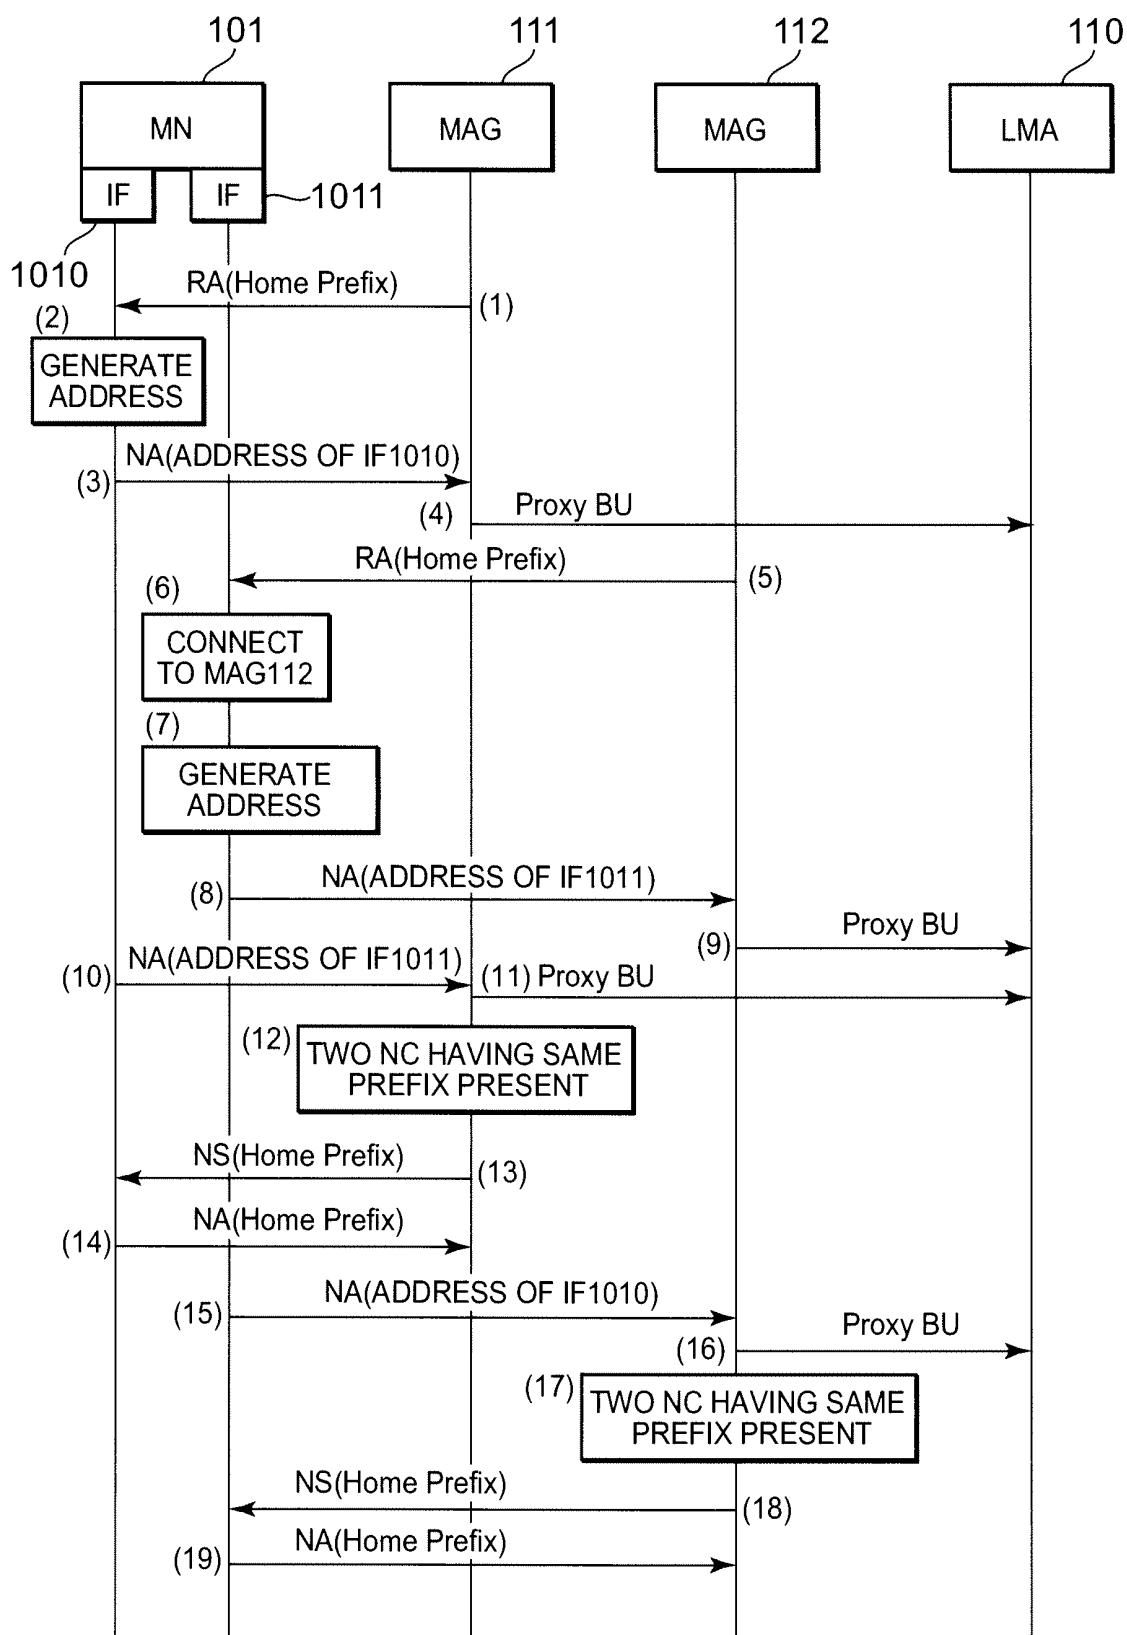 101
111
112
110
MN
MAG
MAG
LMA
IF
IF
1011
1010
RA(Home Prefix)
(1)
(2)
GENERATE
ADDRESS
NA(ADDRESS OF IF1010)
(3)
(4)
Proxy BU
RA(Home Prefix)
(5)
(6)
CONNECT
TO MAG112
(7)
GENERATE
ADDRESS
NA(ADDRESS OF IF1011)
(8)
Proxy BU
(9)
NA(ADDRESS OF IF1011)
(10)
(11) Proxy BU
(12)
TWO NC HAVING SAME
PREFIX PRESENT
NS(Home Prefix)
(13)
NA(Home Prefix)
(14)
NA(ADDRESS OF IF1010)
(15)
Proxy BU
(16)
(17)
TWO NC HAVING SAME
PREFIX PRESENT
NS(Home Prefix)
(18)
NA(Home Prefix)
(19)